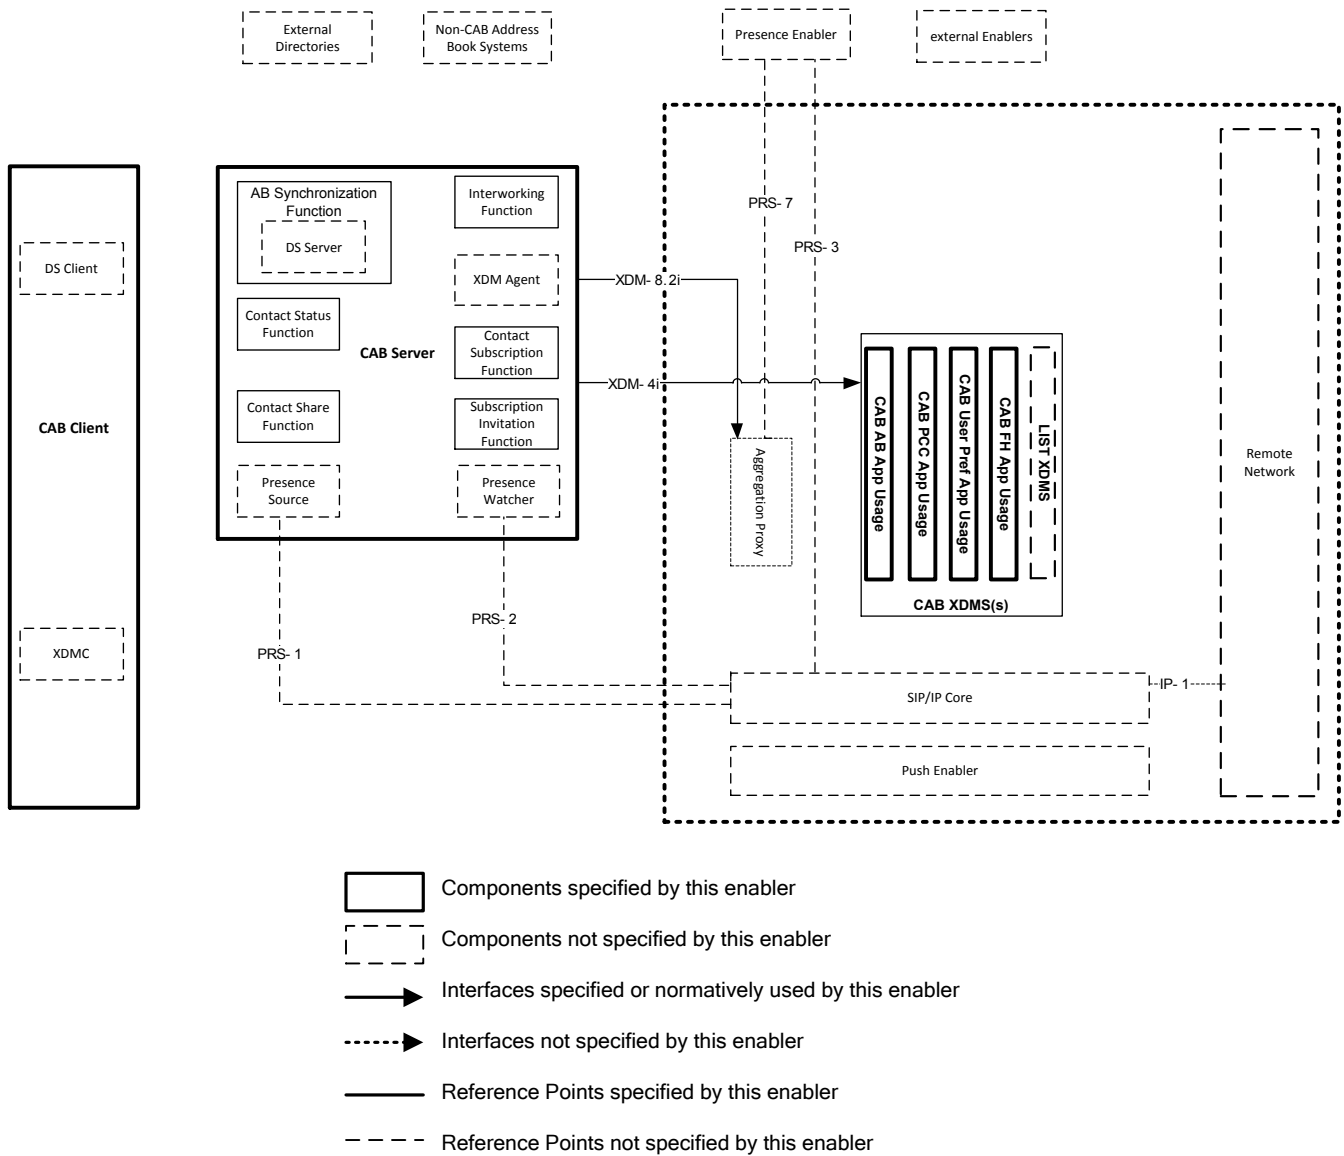 External
Directories
Non-CAB Address
Book Systems
Presence Enabler
external Enablers
AB Synchronization
Function
DS Server
Interworking
Function
PRS- 7
PRS- 3
DS Client
XDM Agent
XDM- 8.2i
Contact Status
Function
CAB Server
Contact
Subscription
Function
XDM- 4i
CAB Client
Contact Share
Function
Subscription
Invitation
Function
Presence
Source
Presence
Watcher
Aggregation Proxy
CAB AB App Usage
CAB PCC App Usage
CAB User Pref App Usage
CAB FH App Usage
LIST XDMS
CAB XDMS(s)
Remote
Network
PRS- 2
PRS- 1
XDMC
SIP/IP Core
IP- 1
Push Enabler
Components specified by this enabler
Components not specified by this enabler
Interfaces specified or normatively used by this enabler
Interfaces not specified by this enabler
Reference Points specified by this enabler
Reference Points not specified by this enabler